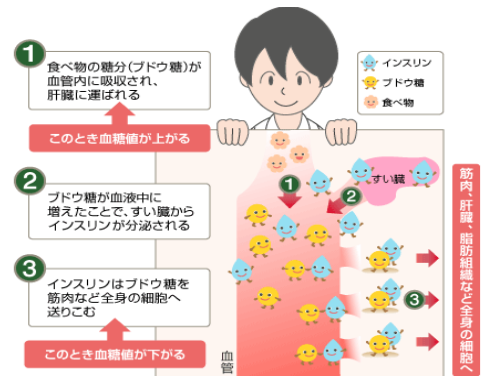 1
食べ物の糖分(ブドウ糖)が
血管内に吸収され、
肝臓に運ばれる
このとき血糖値が上がる
2
ブドウ糖が血液中に
増えたことで、すい臓から
インスリンが分泌される
3
インスリンはブドウ糖を
筋肉など全身の細胞へ
送りこむ
このとき血糖値が下がる
インスリン
ブドウ糖
食べ物
すい臓
1
2
3
血管
筋肉、肝臓、脂肪組織など全身の細胞へ